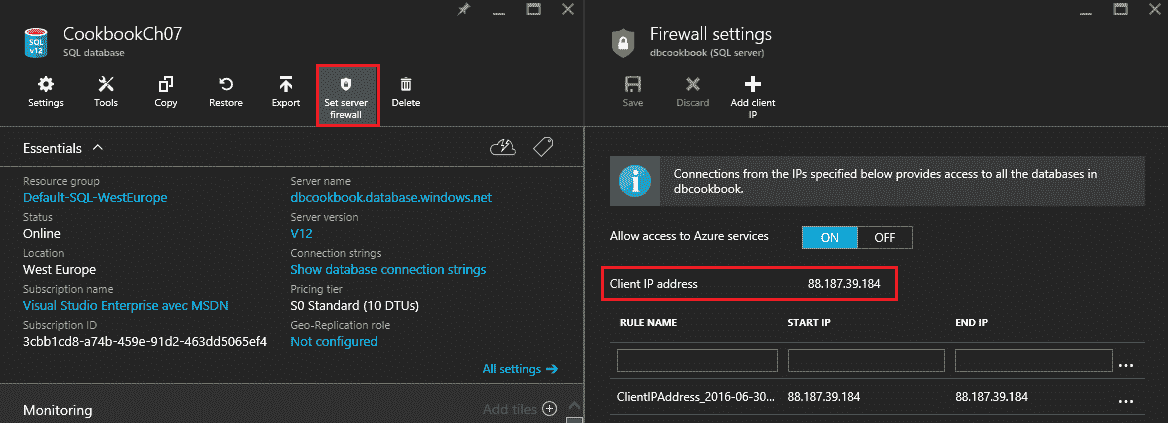 CookbookCh07
SQL database
SQL
v12
Settings
Tools
Copy
Restore
Export
Set server
firewall
Delete
Essentials
Resource group
Default-SQL-WestEurope
Status
Online
Location
West Europe
Subscription name
Visual Studio Enterprise avec MSDN
Subscription ID
3cbb1cd8-a74b-459e-91d2-463dd5065ef4
Server name
dbcookbook.database.windows.net
Server version
V12
Connection strings
Show database connection strings
Pricing tier
S0 Standard (10 DTUs)
Geo-Replication role
Not configured
All settings
Monitoring
Add tiles
Firewall settings
dbcookbook (SQL server)
Save
Discard
Add client
IP
Connections from the IPs specified below provides access to all the databases in
dbcookbook.
Allow access to Azure services ON OFF
Client IP address 88.187.39.184
RULE NAME START IP END IP
...
ClientIPAddress_2016-06-30... 88.187.39.184 88.187.39.184 ...